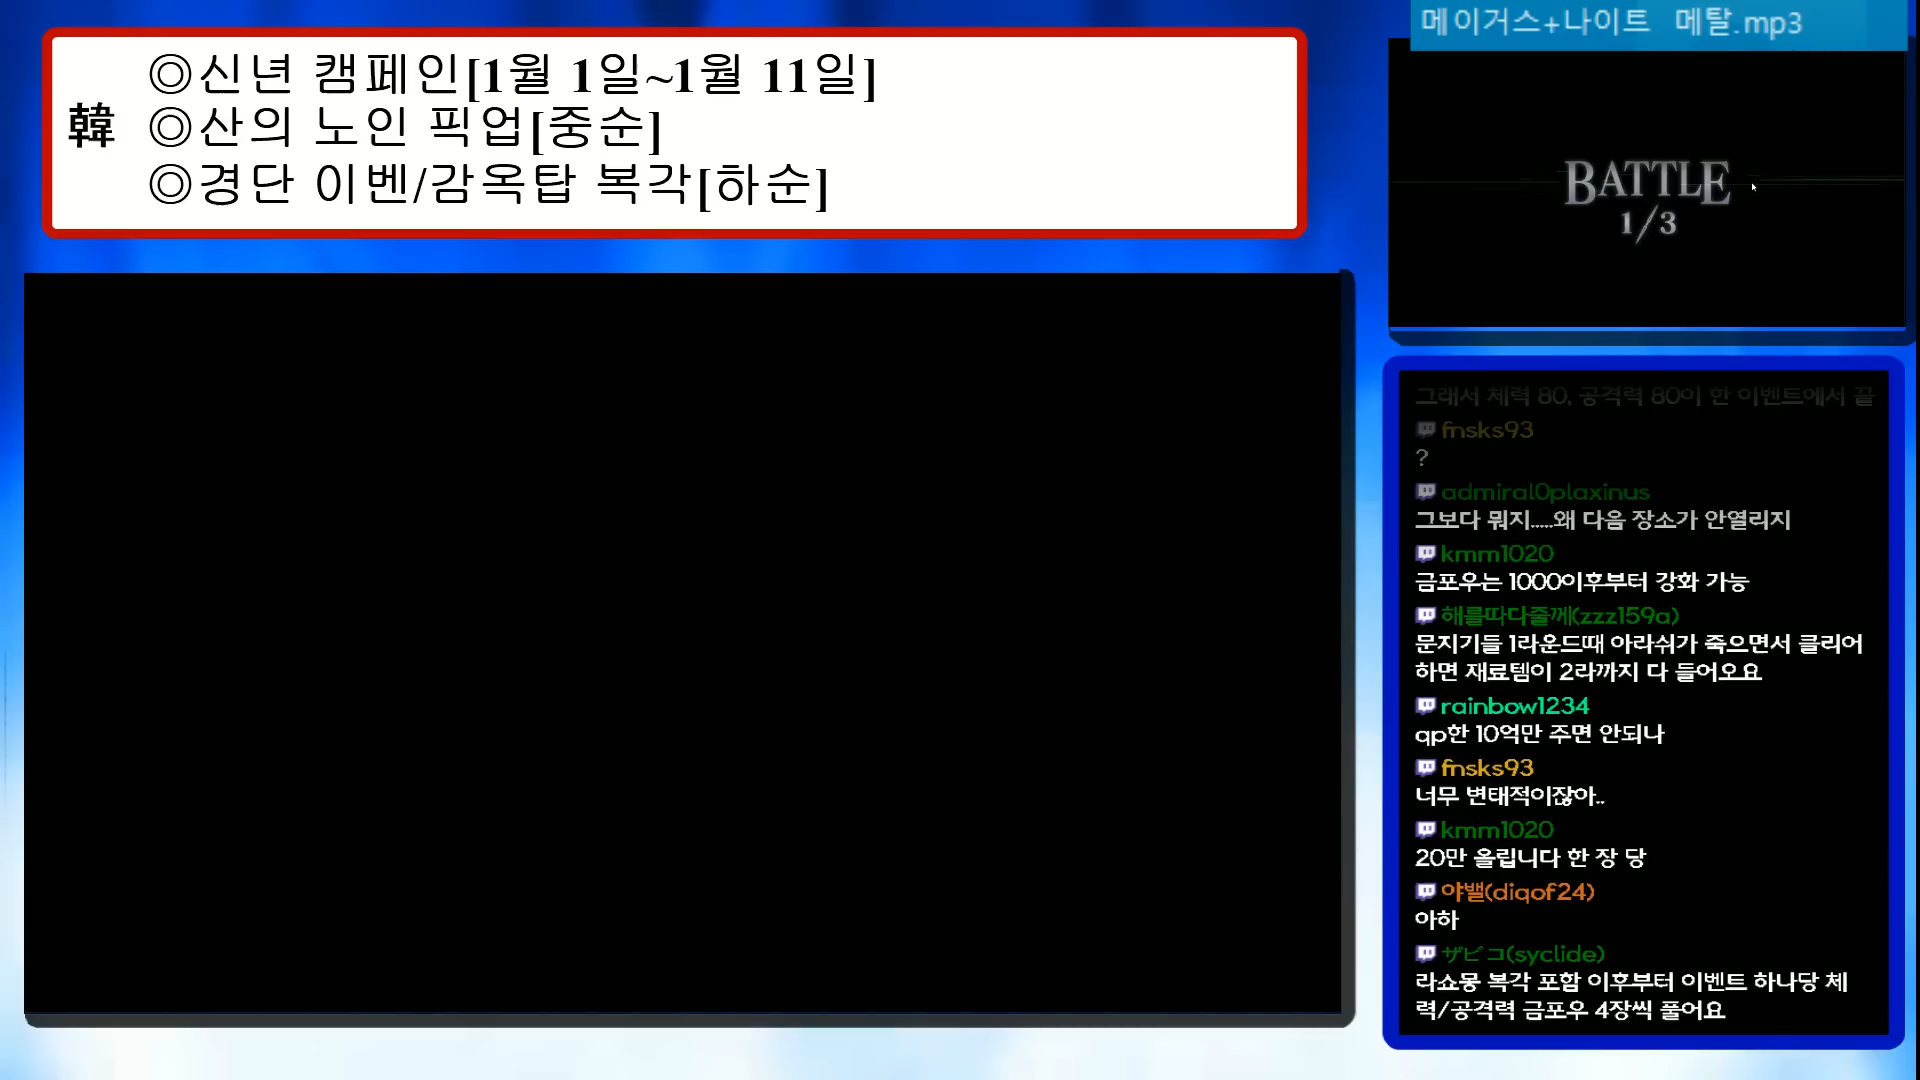 메이거스+나이트 메탈.mp3
◎신년 캠페인[1월 1일~1월 11일]
韓 ◎산의 노인 픽업[중순]
◎경단 이벤/감옥탑 복각[하순]
BATTLE
1/3
그래서 체력 80, 공격력 80이 한 이벤트에서 끝
fnsks93
?
admiral0plaxinus
그보다 뭐지.....왜 다음 장소가 안열리지
kmm1020
금포우는 1000이후부터 강화 가능
해를따다줄께(zzz159a)
문지기들 1라운드때 아라쉬가 죽으면서 클리어
하면 재료템이 2라까지 다 들어오요
rainbow1234
qp한 10억만 주면 안되나
fnsks93
너무 변태적이잖아..
kmm1020
20만 올립니다 한 장 당
야밸(diqof24)
아하
ザビコ(syclide)
라쇼몽 복각 포함 이후부터 이벤트 하나당 체
력/공격력 금포우 4장씩 풀어요